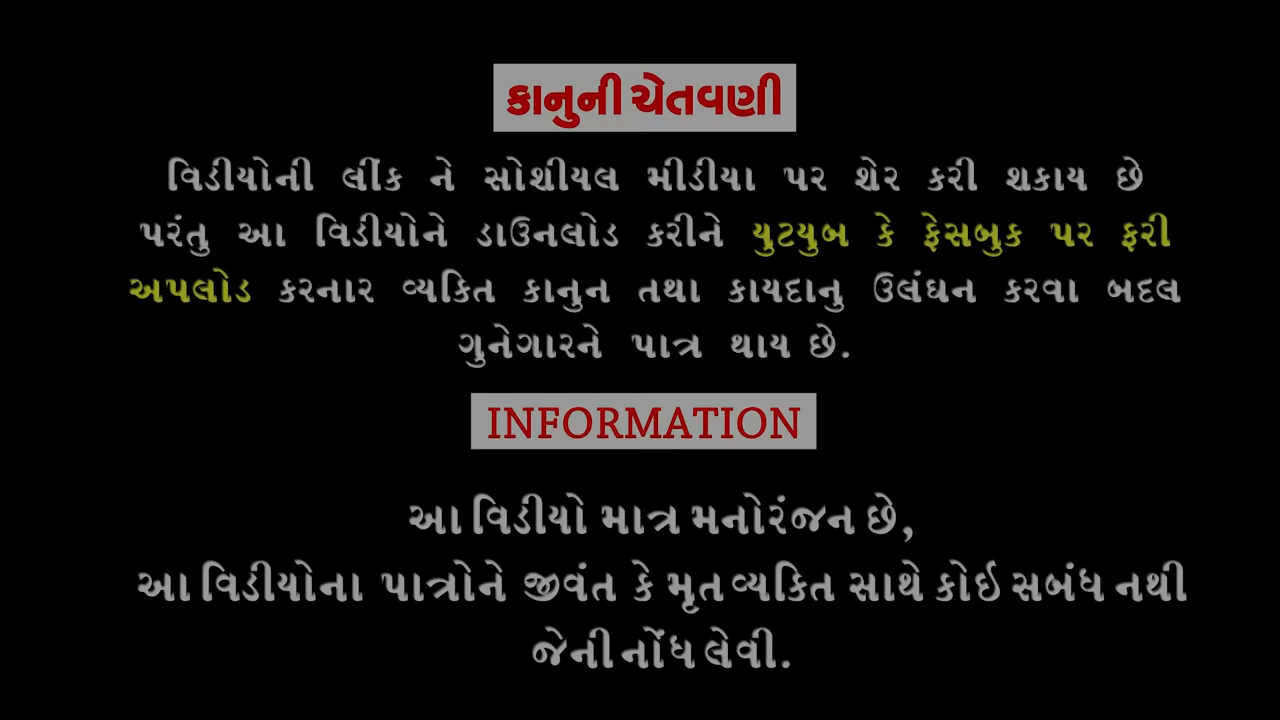 કાનુની ચેતવણી
વિડીયોની લીંક ને સોશીયલ મીડીયા પર શેર કરી શકાય છે
પરંતુ આ વિડીયોને ડાઉનલોડ કરીને યુટયુબ કે ફેસબુક પર ફરી
અપલોડ કરનાર વ્યકિત કાનુન તથા કાયદાનુ ઉલંઘન કરવા બદલ
ગુનેગારને પાત્ર થાય છે.
INFORMATION
આ વિડીયો માત્ર મનોરંજન છે,
આ વિડીયોના પાત્રોને જીવંત કે મૃત વ્યકિત સાથે કોઇ સબંધ નથી
જેની નોંધ લેવી.